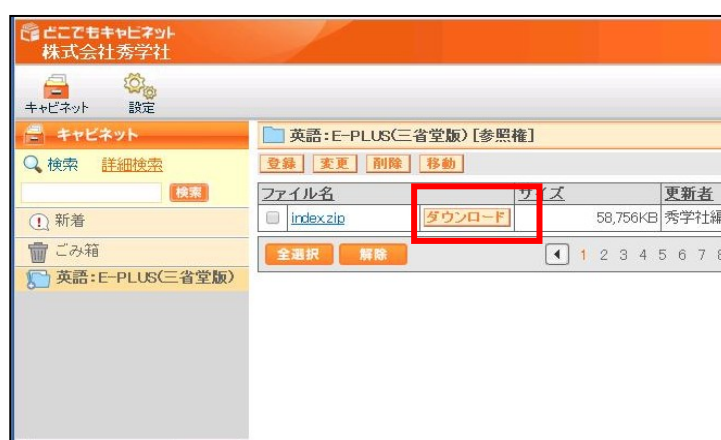 どこでもキャビネット
株式会社秀学社
キャビネット 設定
キャビネット
検索 詳細検索
検索
新着
ごみ箱
英語:E-PLUS(三省堂版)
英語:E-PLUS(三省堂版)[参照権]
登録 変更 削除 移動
ファイル名 サイズ 更新者
index.zip ダウンロード 58,756KB 秀学社編
全選択 解除 1 2 3 4 5 6 7 8